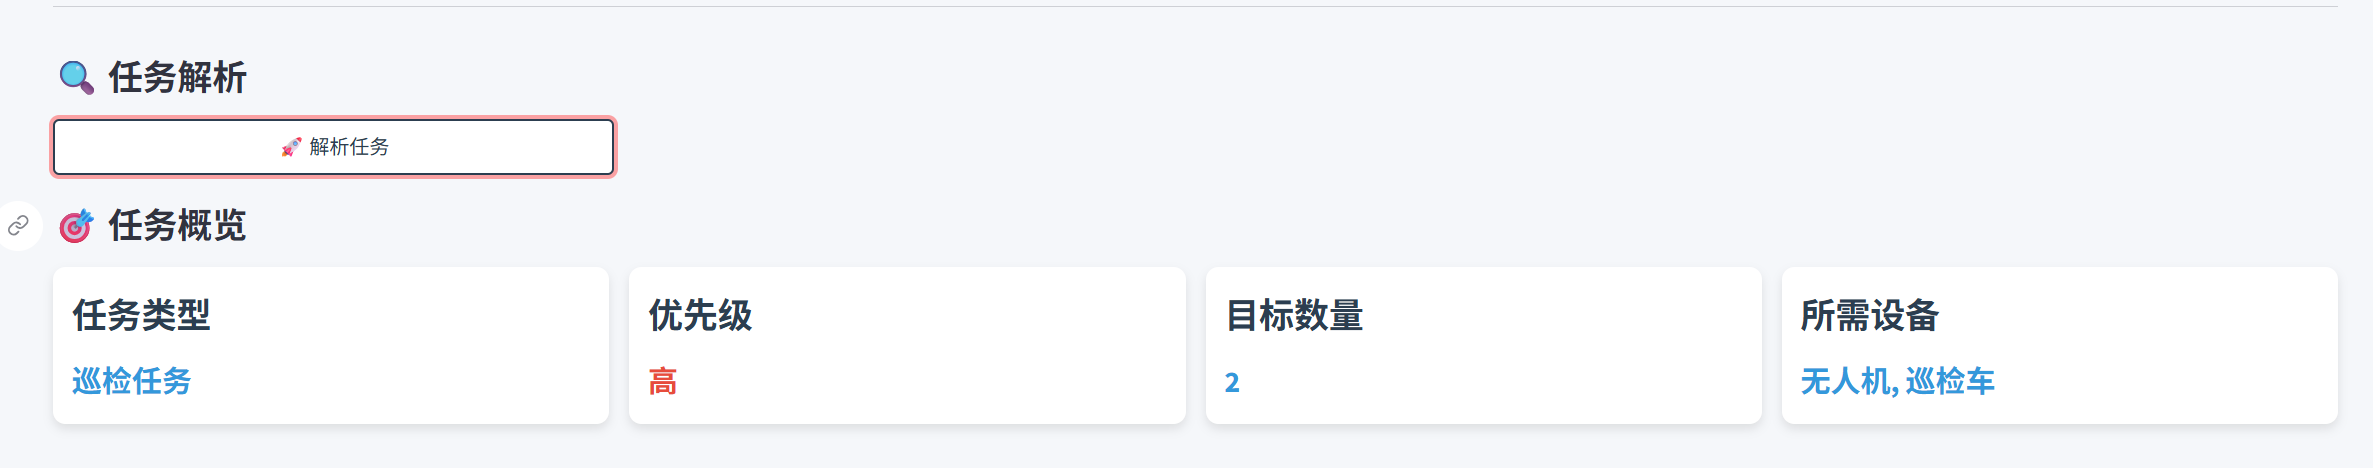 任务解析
解析任务
任务概览
任务类型
巡检任务
优先级
高
目标数量
2
所需设备
无人机, 巡检车